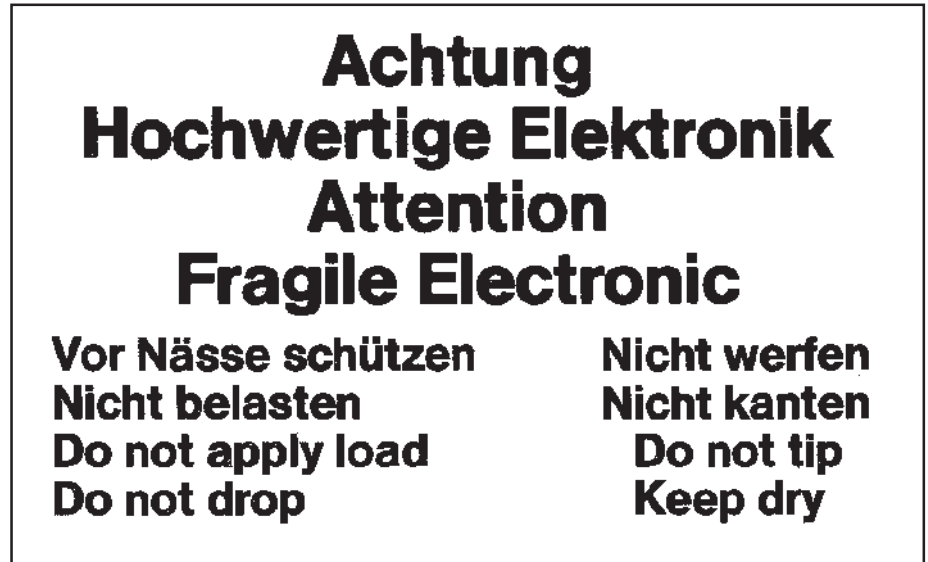 Achtung
Hochwertige Elektronik
Attention
Fragile Electronic
Vor Nässe schützen Nicht werfen
Nicht belasten Nicht kanten
Do not apply load Do not tip
Do not drop Keep dry